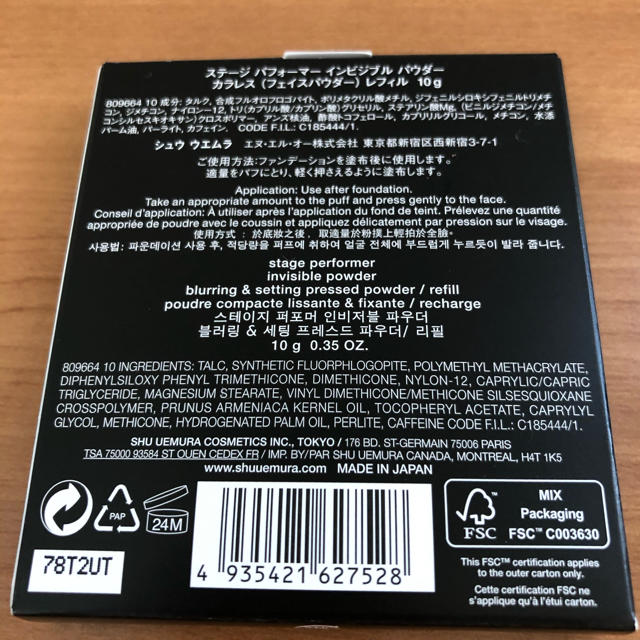 ステージ パフォーマー インビジブル パウダー
カラレス（フェイスパウダー）レフィル 10g
809664 10 成分: タルク, 合成フルオロフロゴパイト, ポリメタクリル酸メチル, ジフェニルシロキシフェニルトリメチ
コン, ジメチコン, ナイロン-12, トリ(カプリル酸/カプリン酸)グリセリル, ステアリン酸Mg, (ビニルジメチコン/メチ
コンシルセスキオキサン)クロスポリマー, アンズ核油, 酢酸トコフェロール, カプリリルグリコール, メチコン, 水添
パーム油, パーライト, カフェイン, CODE F.I.L.: C185444/1.
シュウ ウエムラ エヌ・エル・オー株式会社 東京都新宿区西新宿3-7-1
ご使用方法:ファンデーションを塗布後に使用します。
適量をパフにとり、軽く押さえるように塗布します。
Application: Use after foundation.
Take an appropriate amount to the puff and press gently to the face.
Conseil d'application: À utiliser après l'application du fond de teint. Prélevez une quantité
appropriée de poudre avec le coussin et appliquez délicatement par pression sur le visage.
使用方式：於底妝之後，取適量於粉撲上輕拍於全臉。
사용법: 파운데이션 사용 후, 적당량을 퍼프에 취하여 얼굴 전체에 부드럽게 누르듯이 발라 줍니다.
stage performer
invisible powder
blurring & setting pressed powder / refill
poudre compacte lissante & fixante / recharge
스테이지 퍼포머 인비저블 파우더
블러링 & 세팅 프레스드 파우더/ 리필
10 g 0.35 OZ.
809664 10 INGREDIENTS: TALC, SYNTHETIC FLUORPHLOGOPITE, POLYMETHYL METHACRYLATE,
DIPHENYLSILOXY PHENYL TRIMETHICONE, DIMETHICONE, NYLON-12, CAPRYLIC/CAPRIC
TRIGLYCERIDE, MAGNESIUM STEARATE, VINYL DIMETHICONE/METHICONE SILSESQUIOXANE
CROSSPOLYMER, PRUNUS ARMENIACA KERNEL OIL, TOCOPHERYL ACETATE, CAPRYLYL
GLYCOL, METHICONE, HYDROGENATED PALM OIL, PERLITE, CAFFEINE CODE F.I.L.: C185444/1.
SHU UEMURA COSMETICS INC., TOKYO / 176 BD. ST-GERMAIN 75006 PARIS
TSA 75000 93584 ST OUEN CEDEX FR / IMP. BY/PAR SHU UEMURA CANADA, MONTREAL, H4T 1K5
www.shuuemura.com MADE IN JAPAN
PAP
24M
78T2UT
4 935421 627528
FSC
MIX
Packaging
FSC™ C003630
This FSC™ certification applies
to the outer carton only.
Cette certification FSC ne
s'applique qu'à l'étui.